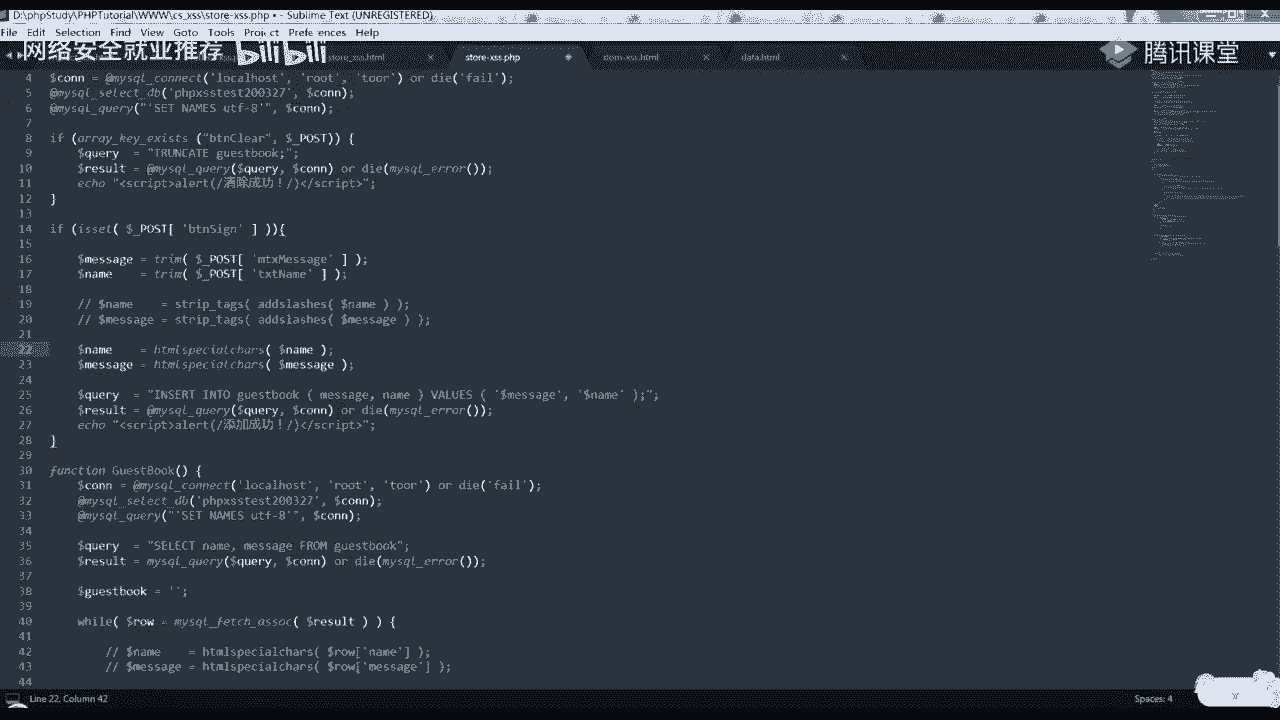 D:\phpStudy\PHPTutorial\WWW\cs_xss\store-xss.php • - Sublime Text (UNREGISTERED)
File Edit Selection Find View Goto Tools Project Preferences Help
网络安全就业推荐 bilibili
store_xss.html
store-xss.php
dom-xss.html
data.html
腾讯课堂
4 $conn = @mysql_connect('localhost', 'root', 'toor') or die('fail');
5 @mysql_select_db('phpxsstest200327', $conn);
6 @mysql_query("'SET NAMES utf-8'", $conn);
7
8 if (array_key_exists ("btnClear", $_POST)) {
9 $query = "TRUNCATE guestbook;";
10 $result = @mysql_query($query, $conn) or die(mysql_error());
11 echo "<script>alert(/清除成功！/)</script>";
12 }
13
14 if (isset( $_POST[ 'btnSign' ] )){
15
16 $message = trim( $_POST[ 'mtxMessage' ] );
17 $name = trim( $_POST[ 'txtName' ] );
18
19 // $name = strip_tags( addslashes( $name ) );
20 // $message = strip_tags( addslashes( $message ) );
21
22 $name = htmlspecialchars( $name );
23 $message = htmlspecialchars( $message );
24
25 $query = "INSERT INTO guestbook ( message, name ) VALUES ( '$message', '$name' );";
26 $result = @mysql_query($query, $conn) or die(mysql_error());
27 echo "<script>alert(/添加成功！/)</script>";
28 }
29
30 function GuestBook() {
31 $conn = @mysql_connect('localhost', 'root', 'toor') or die('fail');
32 @mysql_select_db('phpxsstest200327', $conn);
33 @mysql_query("'SET NAMES utf-8'", $conn);
34
35 $query = "SELECT name, message FROM guestbook";
36 $result = mysql_query($query, $conn) or die(mysql_error());
37
38 $guestbook = '';
39
40 while( $row = mysql_fetch_assoc( $result ) ) {
41
42 // $name = htmlspecialchars( $row['name'] );
43 // $message = htmlspecialchars( $row['message'] );
44
Line 22, Column 42
Spaces: 4